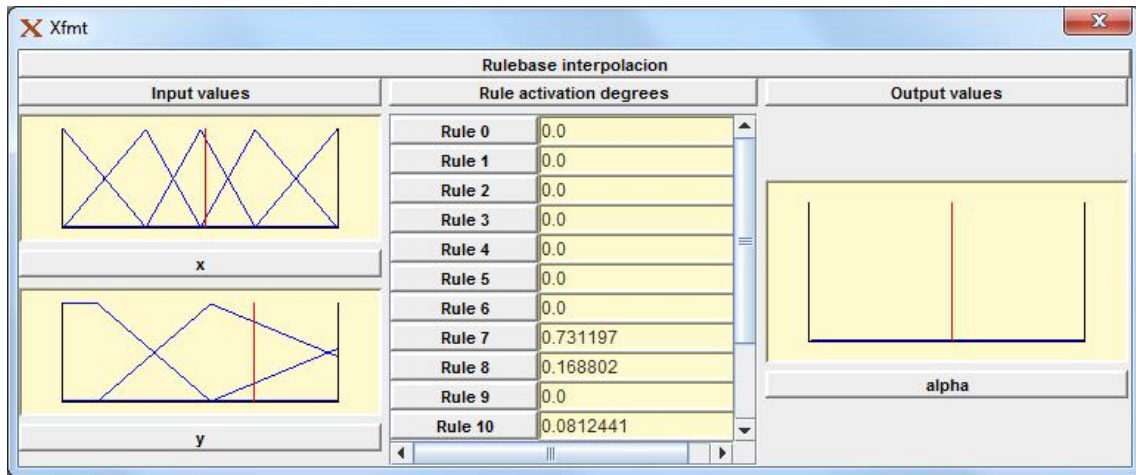 Xfmt
Rulebase interpolacion
Input values
Rule activation degrees
Output values
x
y
Rule 0 0.0
Rule 1 0.0
Rule 2 0.0
Rule 3 0.0
Rule 4 0.0
Rule 5 0.0
Rule 6 0.0
Rule 7 0.731197
Rule 8 0.168802
Rule 9 0.0
Rule 10 0.0812441
alpha